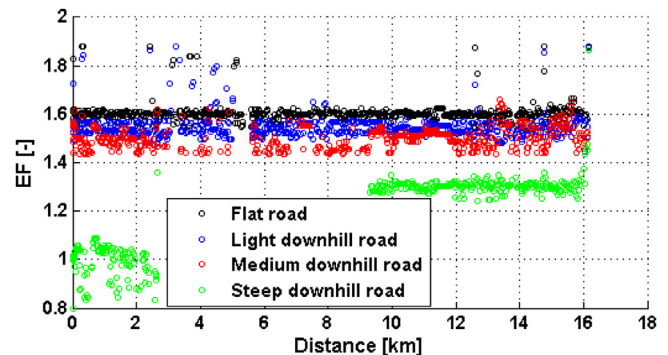 2
1.8
1.6
1.4
1.2
1
0.8
EF [-]
Flat road
Light downhill road
Medium downhill road
Steep downhill road
0 2 4 6 8 10 12 14 16 18
Distance [km]